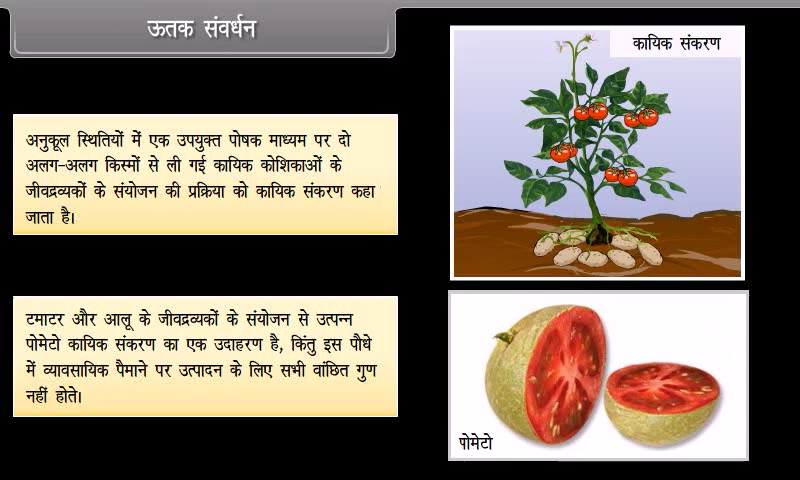 ऊतक संवर्धन
कायिक संकरण
अनुकूल स्थितियों में एक उपयुक्त पोषक माध्यम पर दो
अलग-अलग किस्मों से ली गई कायिक कोशिकाओं के
जीवद्रव्यकों के संयोजन की प्रक्रिया को कायिक संकरण कहा
जाता है।
टमाटर और आलू के जीवद्रव्यकों के संयोजन से उत्पन्न
पोमेटो कायिक संकरण का एक उदाहरण है, किंतु इस पौधे
में व्यावसायिक पैमाने पर उत्पादन के लिए सभी वांछित गुण
नहीं होते।
पोमेटो